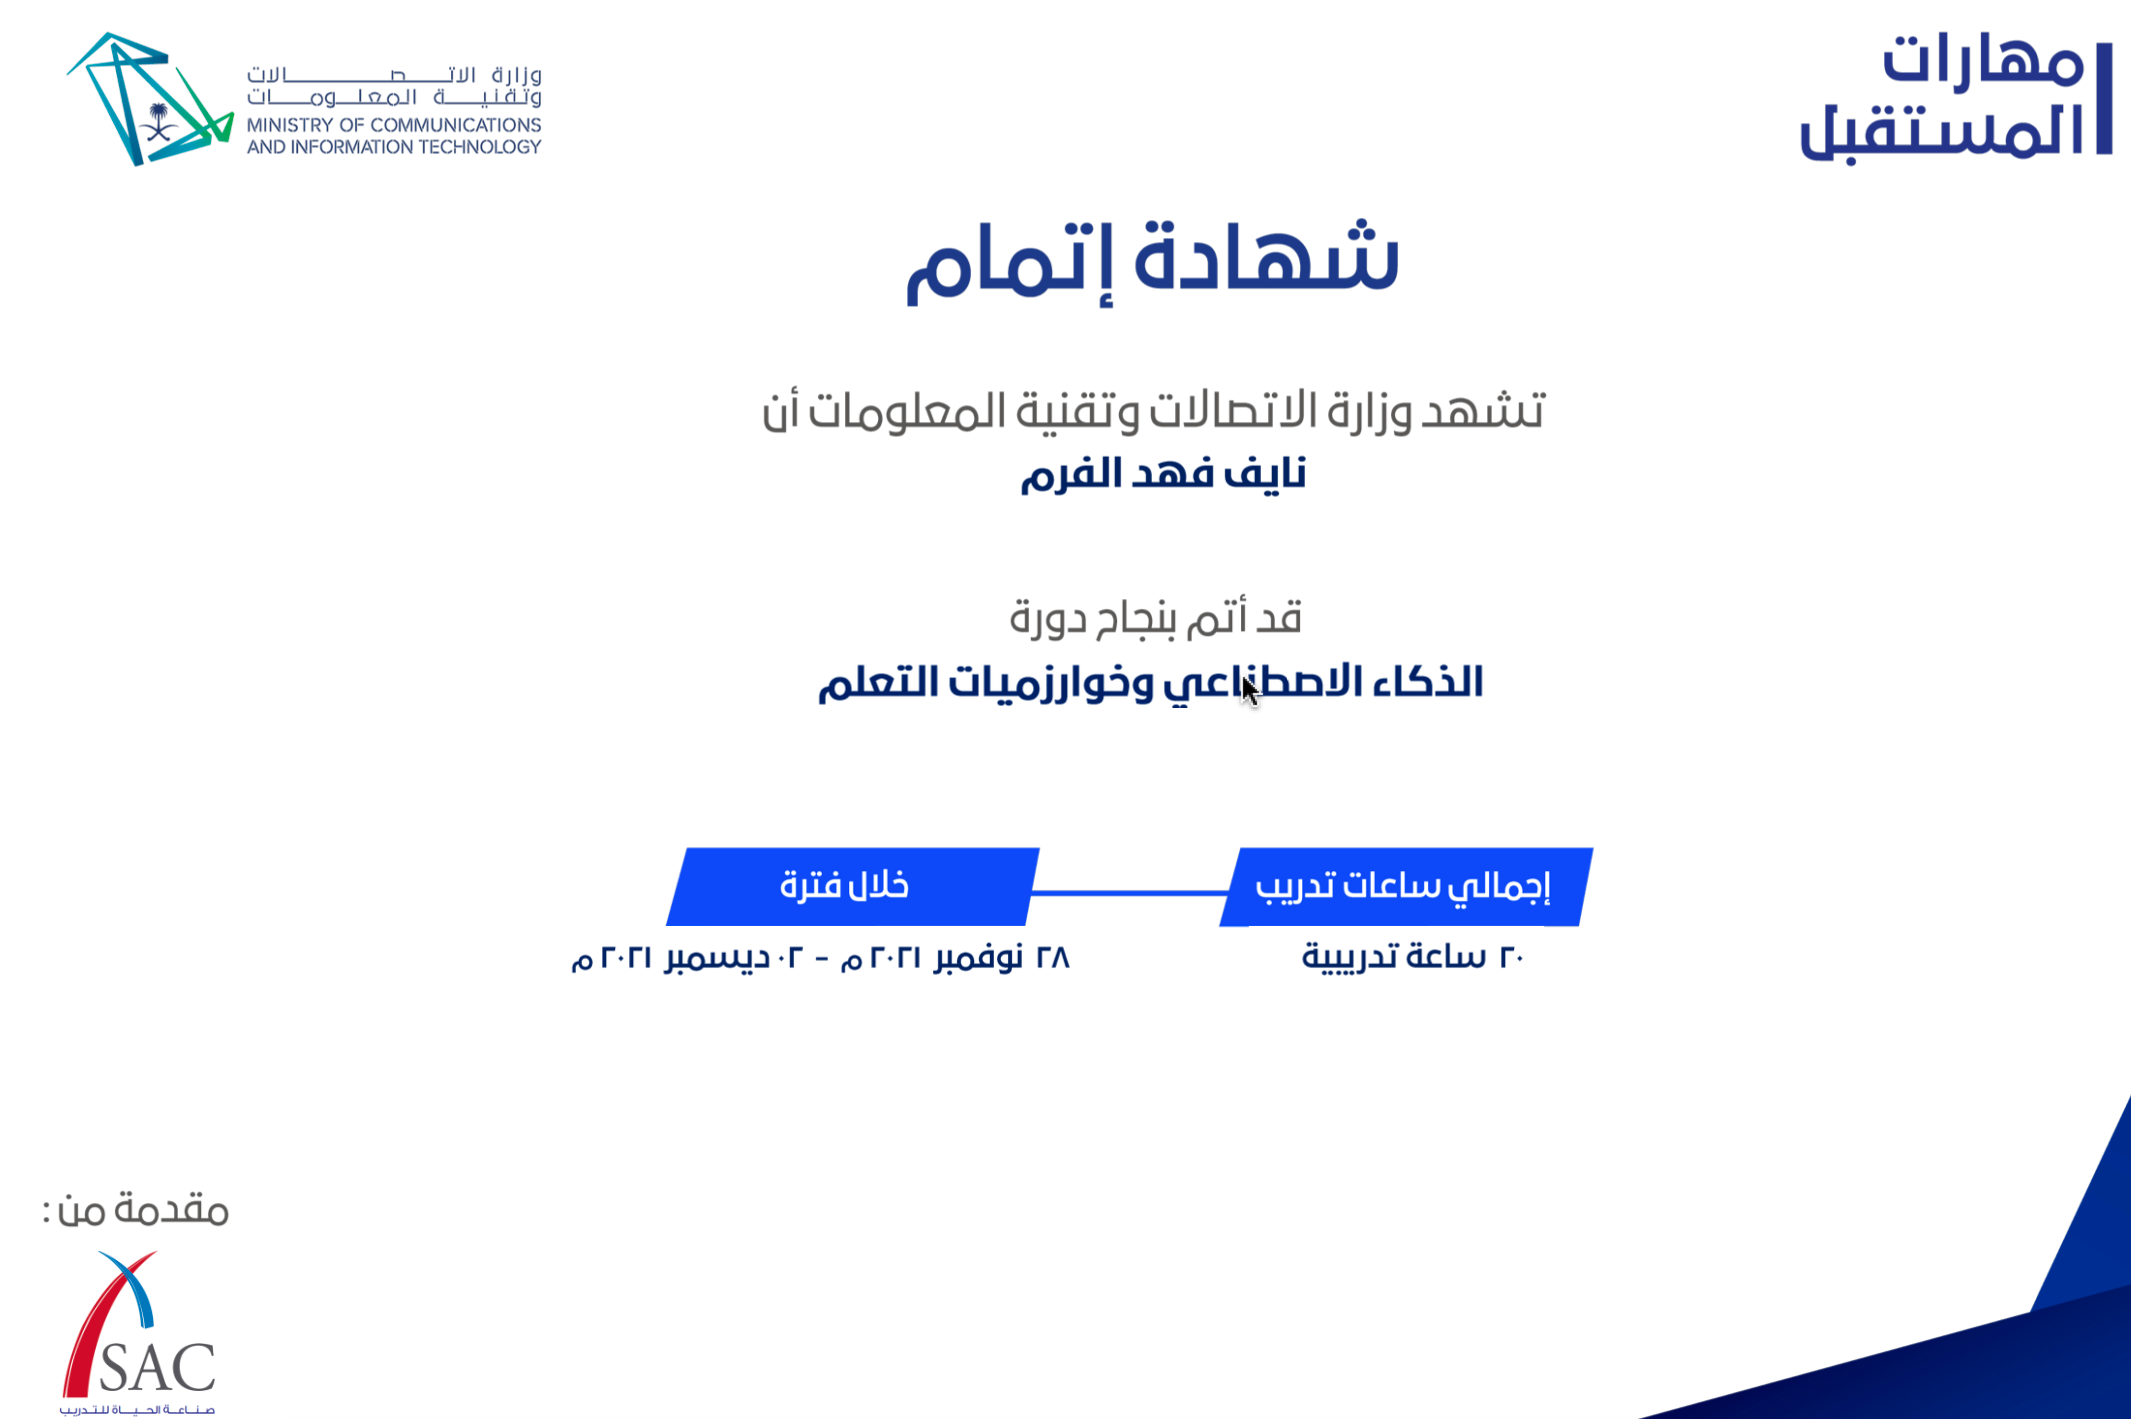 مهارات
المستقبل
وزارة الاتصالات
وتقنية المعلومات
MINISTRY OF COMMUNICATIONS
AND INFORMATION TECHNOLOGY
شهادة إتمام
تشهد وزارة الاتصالات وتقنية المعلومات أن
نايف فهد الفرم
قد أتم بنجاح دورة
الذكاء الاصطناعي وخوارزميات التعلم
إجمالي ساعات تدريب
خلال فترة
٢٠ ساعة تدريبية
٢٨ نوفمبر ٢٠٢١ م - ٠٢ ديسمبر ٢٠٢١ م
مقدمة من :
SAC
صناعة الحياة للتدريب